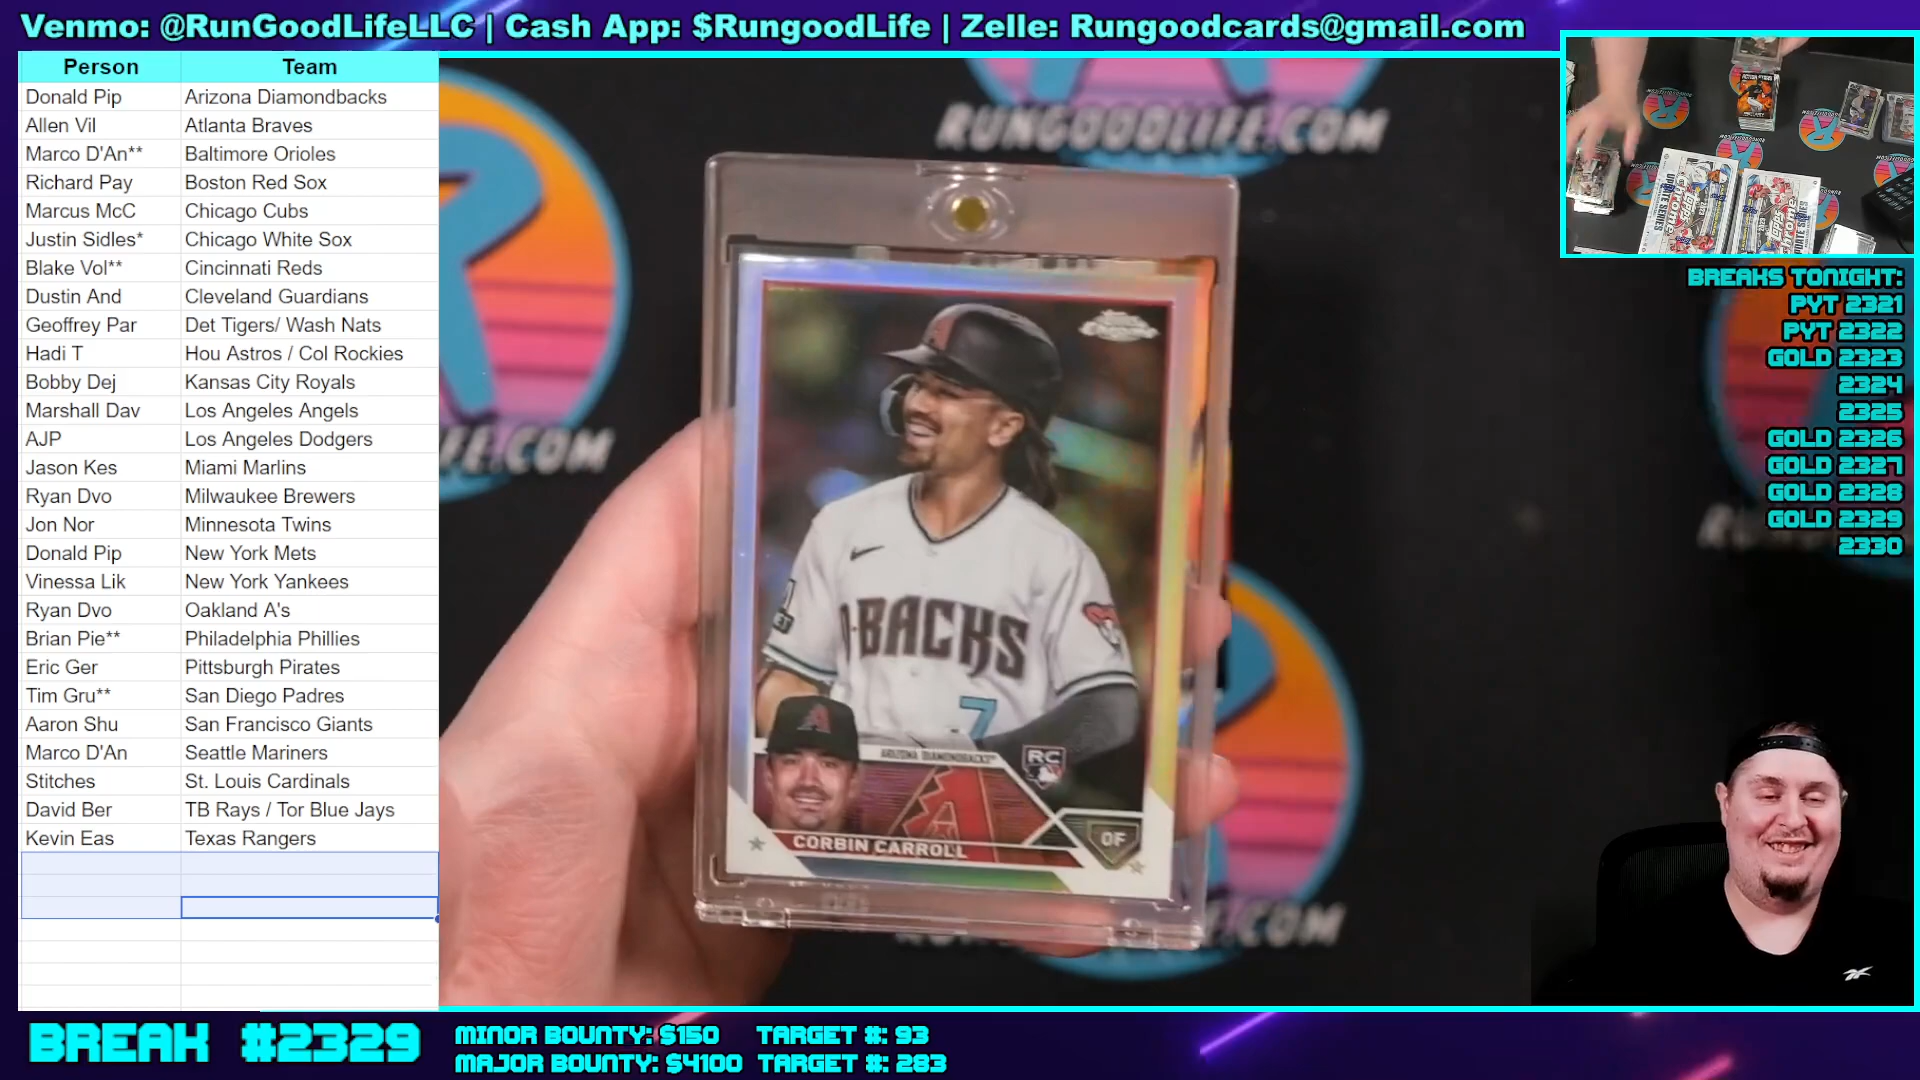 Venmo: @RunGoodLifeLLC | Cash App: $RungoodLife | Zelle: Rungoodcards@gmail.com
Person Team
Donald Pip Arizona Diamondbacks
Allen Vil Atlanta Braves
Marco D'An** Baltimore Orioles
Richard Pay Boston Red Sox
Marcus McC Chicago Cubs
Justin Sidles* Chicago White Sox
Blake Vol** Cincinnati Reds
Dustin And Cleveland Guardians
Geoffrey Par Det Tigers/ Wash Nats
Hadi T Hou Astros / Col Rockies
Bobby Dej Kansas City Royals
Marshall Dav Los Angeles Angels
AJP Los Angeles Dodgers
Jason Kes Miami Marlins
Ryan Dvo Milwaukee Brewers
Jon Nor Minnesota Twins
Donald Pip New York Mets
Vinessa Lik New York Yankees
Ryan Dvo Oakland A's
Brian Pie** Philadelphia Phillies
Eric Ger Pittsburgh Pirates
Tim Gru** San Diego Padres
Aaron Shu San Francisco Giants
Marco D'An Seattle Mariners
Stitches St. Louis Cardinals
David Ber TB Rays / Tor Blue Jays
Kevin Eas Texas Rangers
RUNGOODLIFE.COM
FE.COM
D-BACKS
7
ARIZONA DIAMONDBACKS
RC
CORBIN CARROLL
OF
E.COM
BREAKS TONIGHT:
PYT 2321
PYT 2322
GOLD 2323
2324
2325
GOLD 2326
GOLD 2327
GOLD 2328
GOLD 2329
2330
BREAK #2329
MINOR BOUNTY: $150 TARGET #: 93
MAJOR BOUNTY: $4100 TARGET #: 283